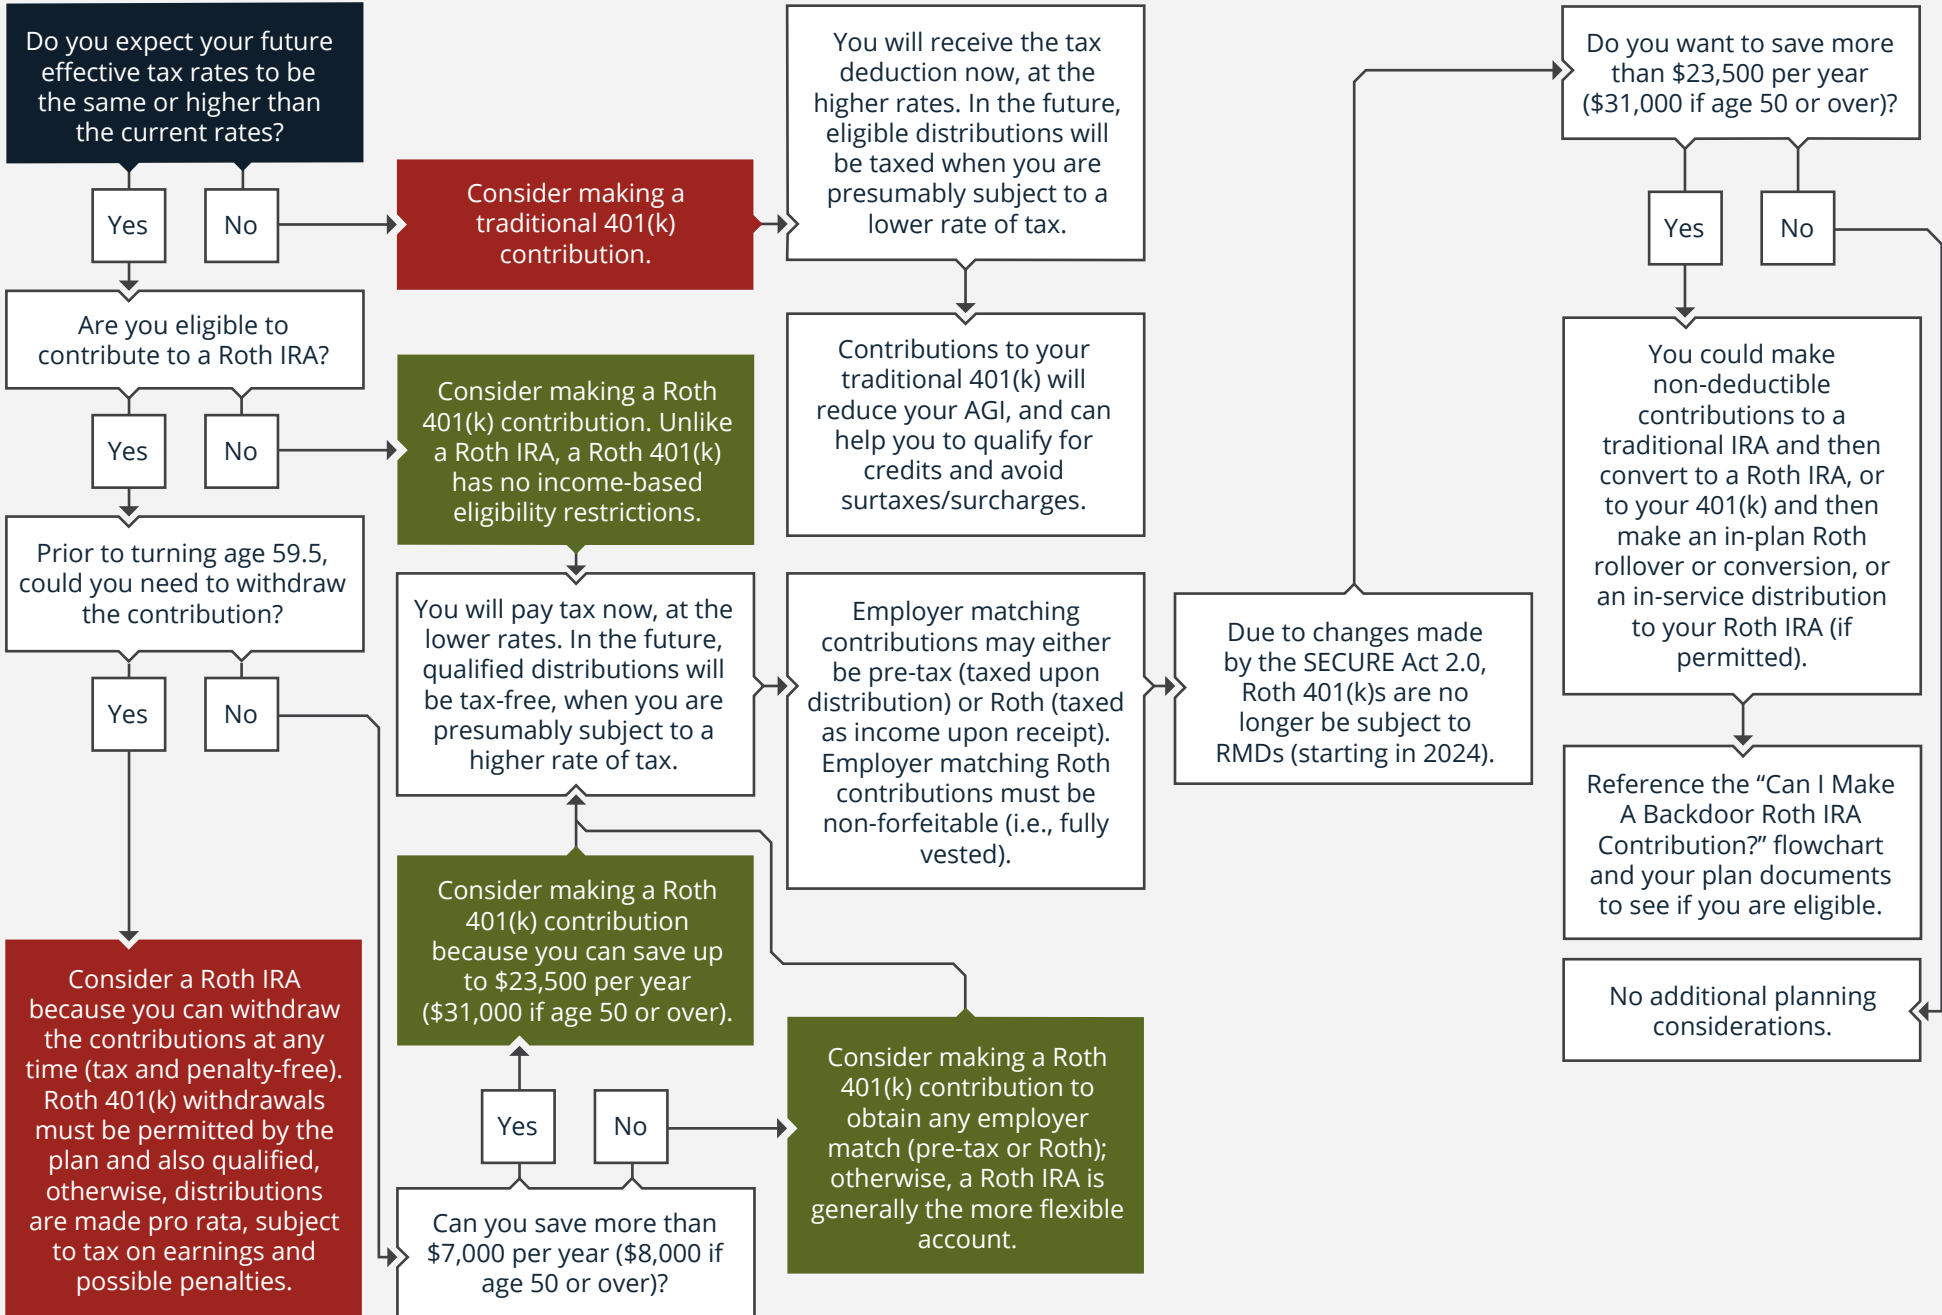 Do you expect your future
effective tax rates to be
the same or higher than
the current rates?
Yes
No
Consider making a
traditional 401(k)
contribution.
You will receive the tax
deduction now, at the
higher rates. In the future,
eligible distributions will
be taxed when you are
presumably subject to a
lower rate of tax.
Contributions to your
traditional 401(k) will
reduce your AGI, and can
help you to qualify for
credits and avoid
surtaxes/surcharges.
Are you eligible to
contribute to a Roth IRA?
Yes
No
Consider making a Roth
401(k) contribution. Unlike
a Roth IRA, a Roth 401(k)
has no income-based
eligibility restrictions.
Prior to turning age 59.5,
could you need to withdraw
the contribution?
Yes
No
Consider a Roth IRA
because you can withdraw
the contributions at any
time (tax and penalty-free).
Roth 401(k) withdrawals
must be permitted by the
plan and also qualified,
otherwise, distributions
are made pro rata, subject
to tax on earnings and
possible penalties.
Can you save more than
$7,000 per year ($8,000 if
age 50 or over)?
Yes
No
Consider making a Roth
401(k) contribution
because you can save up
to $23,500 per year
($31,000 if age 50 or over).
Consider making a Roth
401(k) contribution to
obtain any employer
match (pre-tax or Roth);
otherwise, a Roth IRA is
generally the more flexible
account.
You will pay tax now, at the
lower rates. In the future,
qualified distributions will
be tax-free, when you are
presumably subject to a
higher rate of tax.
Employer matching
contributions may either
be pre-tax (taxed upon
distribution) or Roth (taxed
as income upon receipt).
Employer matching Roth
contributions must be
non-forfeitable (i.e., fully
vested).
Due to changes made
by the SECURE Act 2.0,
Roth 401(k)s are no
longer be subject to
RMDs (starting in 2024).
Do you want to save more
than $23,500 per year
($31,000 if age 50 or over)?
Yes
No
You could make
non-deductible
contributions to a
traditional IRA and then
convert to a Roth IRA, or
to your 401(k) and then
make an in-plan Roth
rollover or conversion, or
an in-service distribution
to your Roth IRA (if
permitted).
Reference the “Can I Make
A Backdoor Roth IRA
Contribution?” flowchart
and your plan documents
to see if you are eligible.
No additional planning
considerations.